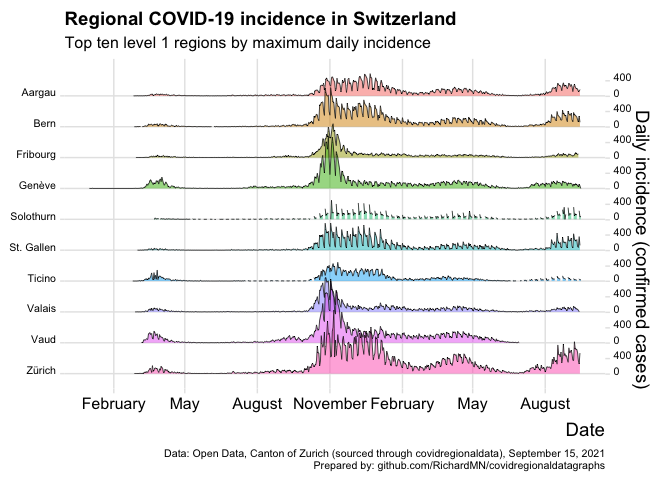 Regional COVID-19 incidence in Switzerland
Top ten level 1 regions by maximum daily incidence
Aargau
400
0
Bern
400
0
Fribourg
400
0
Genève
400
0
Solothurn
400
0
St. Gallen
400
0
Ticino
400
0
Valais
400
0
Vaud
400
0
Zürich
400
0
Daily incidence (confirmed cases)
February May August November February May August
Date
Data: Open Data, Canton of Zurich (sourced through covidregionaldata), September 15, 2021
Prepared by: github.com/RichardMN/covidregionaldatagraphs